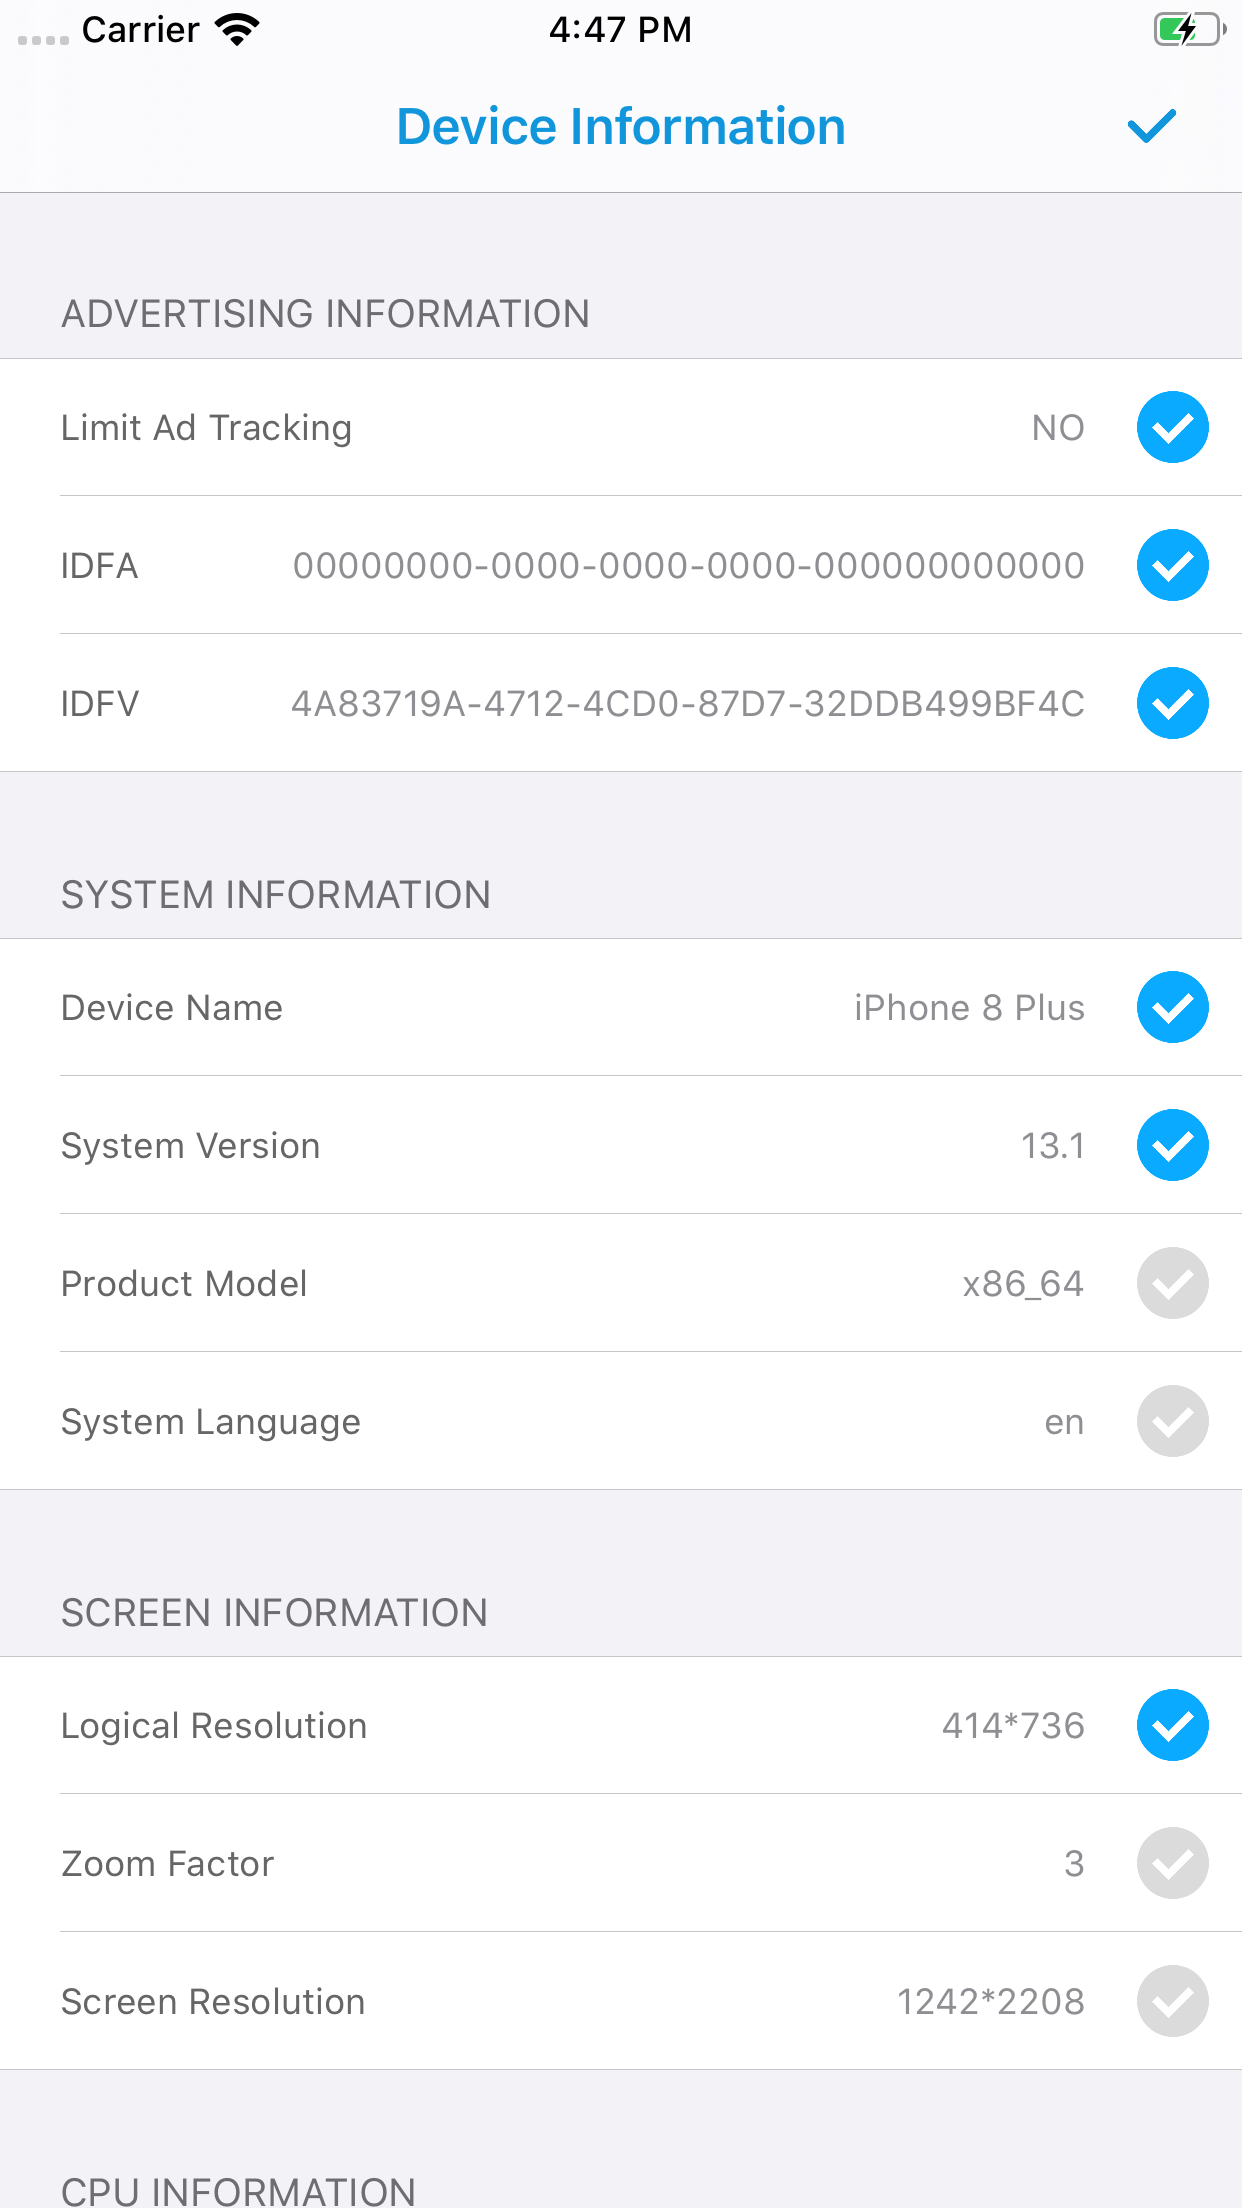 Carrier 4:47 PM
Device Information
ADVERTISING INFORMATION
Limit Ad Tracking NO
IDFA 00000000-0000-0000-0000-000000000000
IDFV 4A83719A-4712-4CD0-87D7-32DDB499BF4C
SYSTEM INFORMATION
Device Name iPhone 8 Plus
System Version 13.1
Product Model x86_64
System Language en
SCREEN INFORMATION
Logical Resolution 414*736
Zoom Factor 3
Screen Resolution 1242*2208
CPU INFORMATION